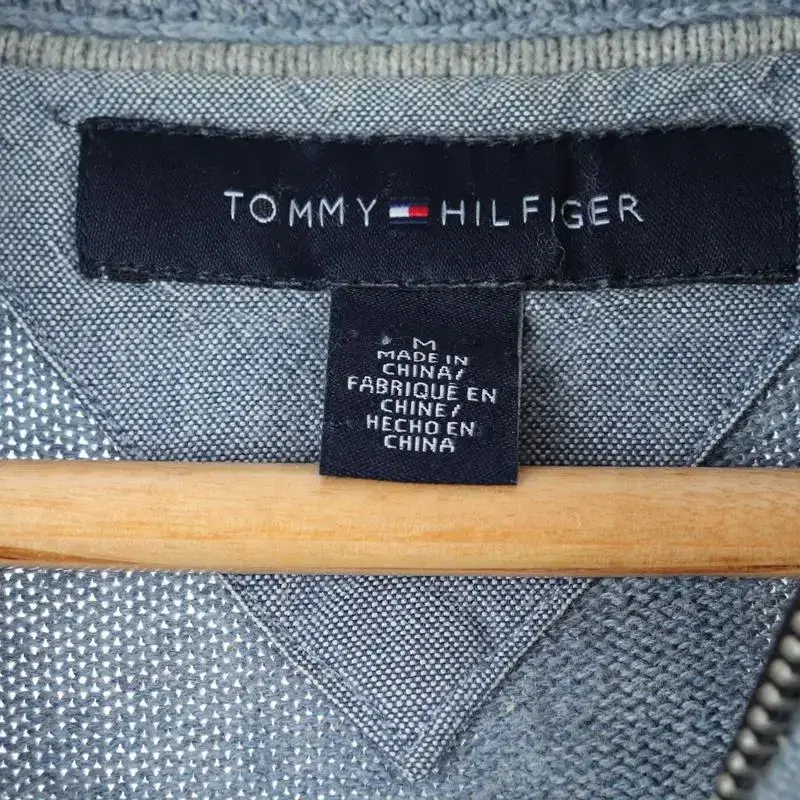 TOMMY HILFIGER
M
MADE IN
CHINA/
FABRIQUÉ EN
CHINE/
HECHO EN
CHINA